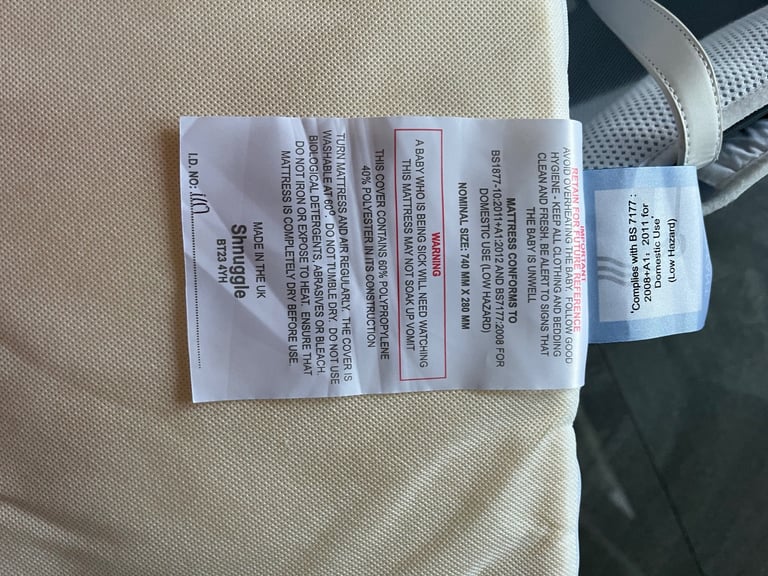 IMPORTANT
RETAIN FOR FUTURE REFERENCE
AVOID OVERHEATING THE BABY. FOLLOW GOOD
HYGIENE - KEEP ALL CLOTHING AND BEDDING
CLEAN AND FRESH. BE ALERT TO SIGNS THAT
THE BABY IS UNWELL
MATTRESS CONFORMS TO
BS1877-10:2011+A1:2012 AND BS7177:2008 FOR
DOMESTIC USE (LOW HAZARD)
NOMINAL SIZE: 740 MM X 280 MM
WARNING
A BABY WHO IS BEING SICK WILL NEED WATCHING
THIS MATTRESS MAY NOT SOAK UP VOMIT
THIS COVER CONTAINS 60% POLYPROPYLENE
40% POLYESTER IN ITS CONSTRUCTION
TURN MATTRESS AND AIR REGULARLY. THE COVER IS
WASHABLE AT 60°. DO NOT TUMBLE DRY. DO NOT USE
BIOLOGICAL DETERGENTS, ABRASIVES OR BLEACH.
DO NOT IRON OR EXPOSE TO HEAT. ENSURE THAT
MATTRESS IS COMPLETELY DRY BEFORE USE.
MADE IN THE UK
Shnuggle
BT23 4YH
I.D. NO:
"Complies with BS 7177:
2008+A1: 2011 for
Domestic Use
(Low hazard)